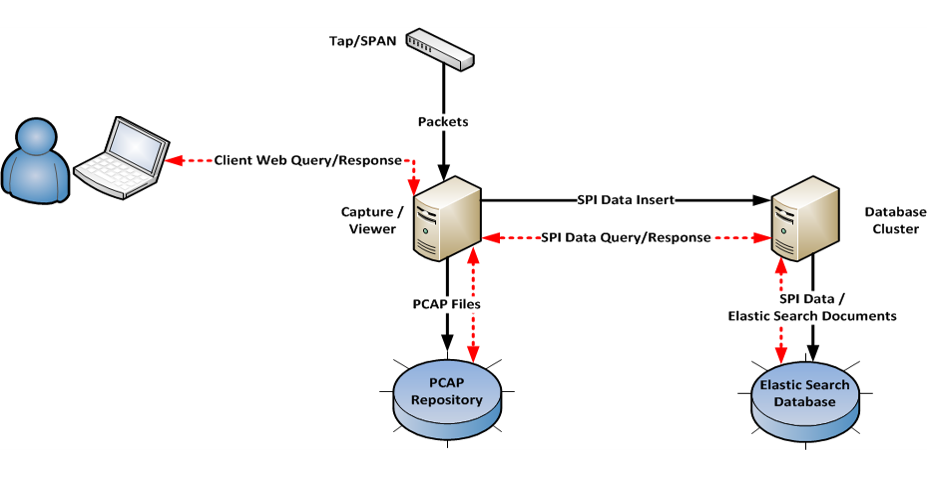 Tap/SPAN
Packets
Client Web Query/Response
Capture /
Viewer
SPI Data Insert
SPI Data Query/Response
Database
Cluster
PCAP Files
SPI Data /
Elastic Search Documents
PCAP
Repository
Elastic Search
Database